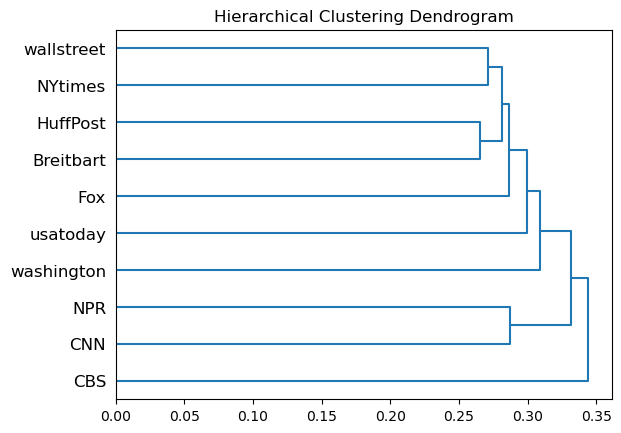 Hierarchical Clustering Dendrogram
wallstreet
NYtimes
HuffPost
Breitbart
Fox
usatoday
washington
NPR
CNN
CBS
0.00 0.05 0.10 0.15 0.20 0.25 0.30 0.35